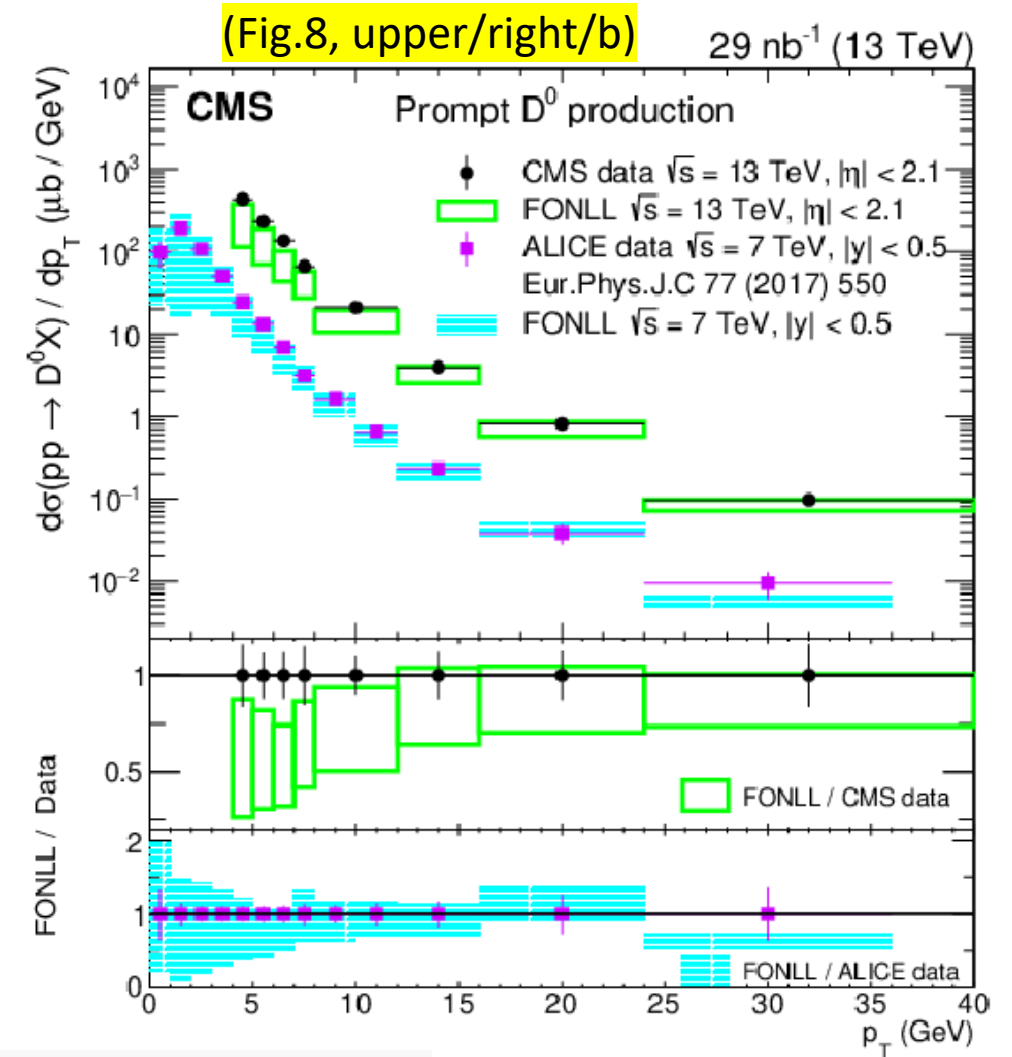 (Fig.8, upper/right/b)
29 nb⁻¹ (13 TeV)
CMS
Prompt D⁰ production
CMS data √s = 13 TeV, |η| < 2.1
FONLL √s = 13 TeV, |η| < 2.1
ALICE data √s = 7 TeV, |y| < 0.5
Eur.Phys.J.C 77 (2017) 550
FONLL √s = 7 TeV, |y| < 0.5
dσ(pp → D⁰X) / dp_T (μb / GeV)
10⁴
10³
10²
10
1
10⁻¹
10⁻²
1
0.5
FONLL / CMS data
FONLL / Data
2
1
0
FONLL / ALICE data
0 5 10 15 20 25 30 35 40
p_T (GeV)